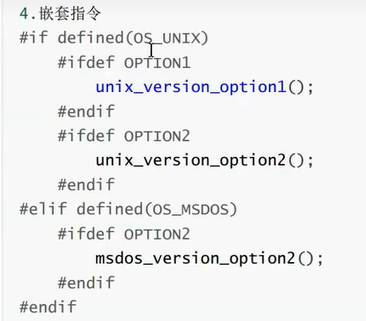 4.嵌套指令
#if defined(OS_UNIX)
    #ifdef OPTION1
        unix_version_option1();
    #endif
    #ifdef OPTION2
        unix_version_option2();
    #endif
#elif defined(OS_MSDOS)
    #ifdef OPTION2
        msdos_version_option2();
    #endif
#endif